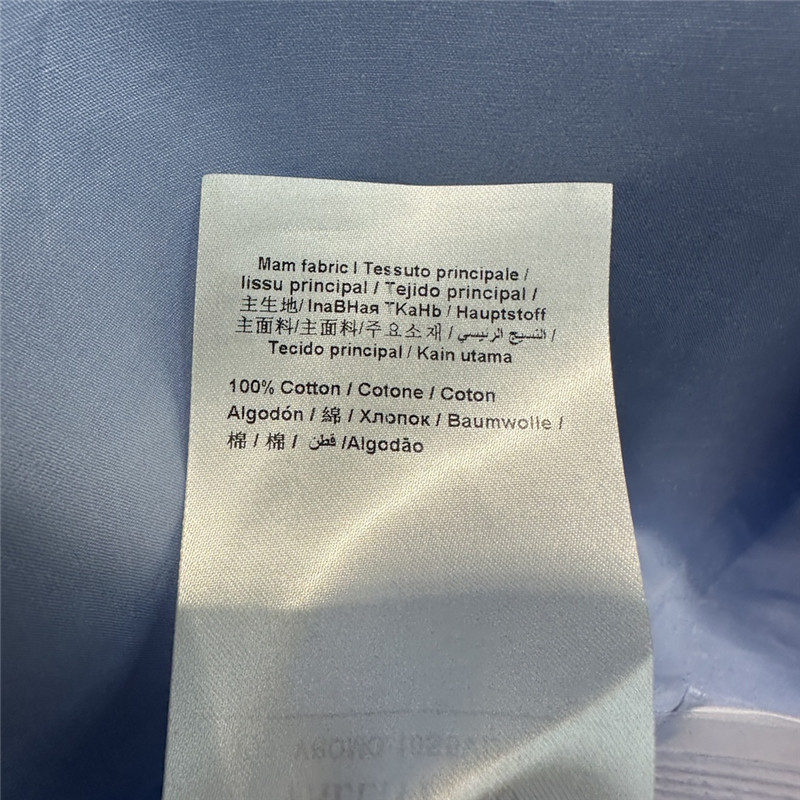 Mam fabric / Tessuto principale /
lissu principal / Tejido principal /
主生地/ InaBHaя TKaHb / Hauptstoff
主面料/主面料/주요소재 / النسيج الرئيسي /
Tecido principal / Kain utama
100% Cotton / Cotone / Coton
Algodón / 綿 / Хлопок / Baumwolle /
棉 / 棉 / قطن /Algodão